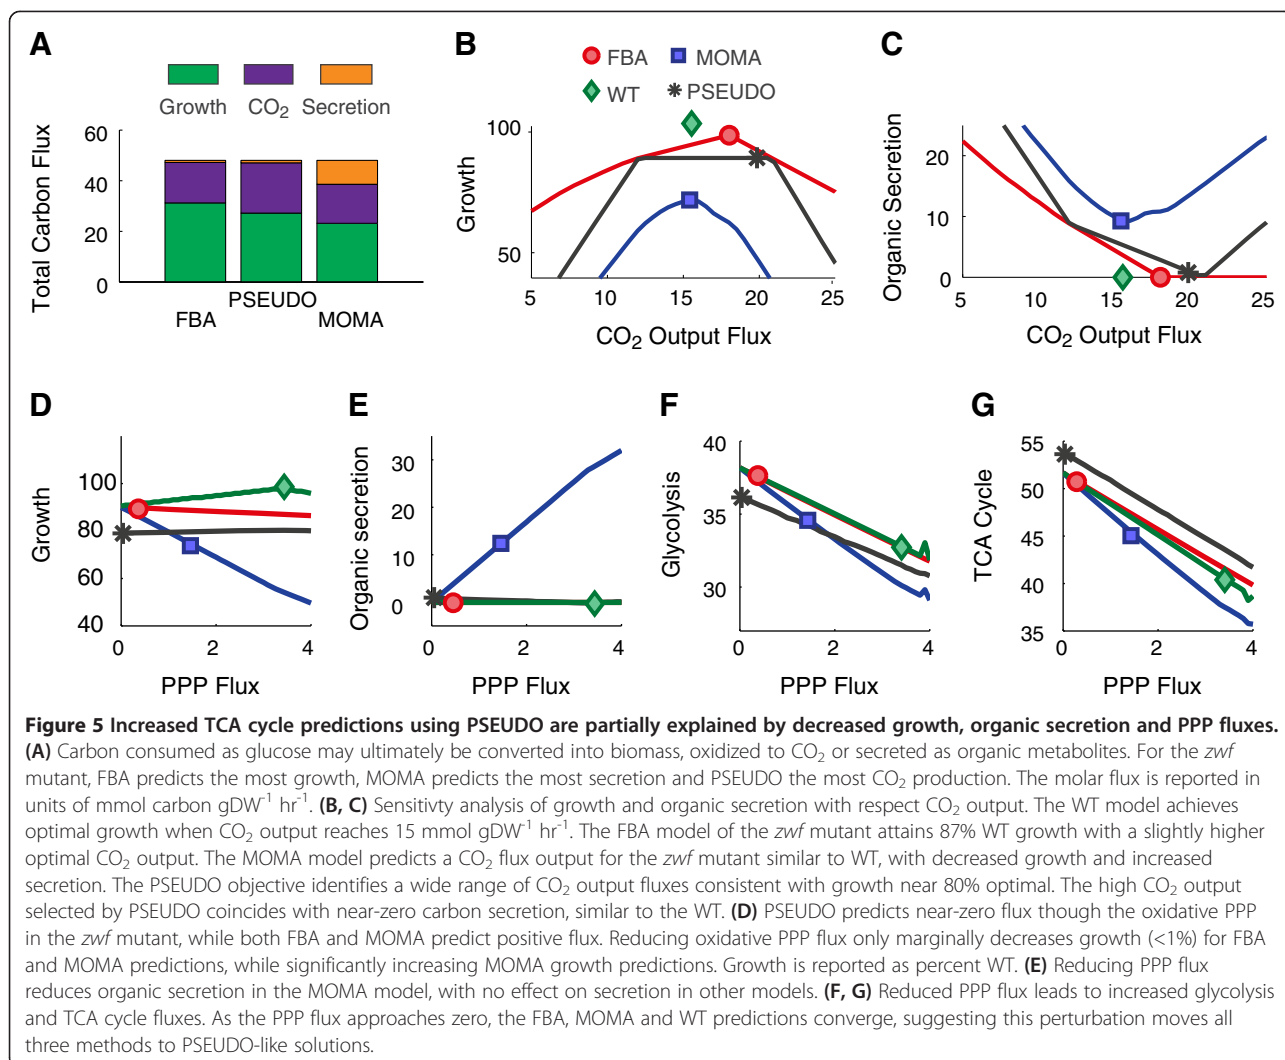 A
B
C
FBA
MOMA
WT
PSEUDO
Growth
CO2
Secretion
Total Carbon Flux
60
40
20
0
PSEUDO
FBA
MOMA
Growth
100
50
5
10
15
20
25
CO2 Output Flux
Organic Secretion
20
10
0
5
10
15
20
25
CO2 Output Flux
D
E
F
G
Growth
100
80
60
40
0
2
4
PPP Flux
Organic secretion
30
20
10
0
0
2
4
PPP Flux
Glycolysis
40
35
30
0
2
4
PPP Flux
TCA Cycle
55
50
45
40
35
0
2
4
PPP Flux
Figure 5 Increased TCA cycle predictions using PSEUDO are partially explained by decreased growth, organic secretion and PPP fluxes.
(A) Carbon consumed as glucose may ultimately be converted into biomass, oxidized to CO2 or secreted as organic metabolites. For the zwf
mutant, FBA predicts the most growth, MOMA predicts the most secretion and PSEUDO the most CO2 production. The molar flux is reported in
units of mmol carbon gDW-1 hr-1. (B, C) Sensitivty analysis of growth and organic secretion with respect CO2 output. The WT model achieves
optimal growth when CO2 output reaches 15 mmol gDW-1 hr-1. The FBA model of the zwf mutant attains 87% WT growth with a slightly higher
optimal CO2 output. The MOMA model predicts a CO2 flux output for the zwf mutant similar to WT, with decreased growth and increased
secretion. The PSEUDO objective identifies a wide range of CO2 output fluxes consistent with growth near 80% optimal. The high CO2 output
selected by PSEUDO coincides with near-zero carbon secretion, similar to the WT. (D) PSEUDO predicts near-zero flux though the oxidative PPP
in the zwf mutant, while both FBA and MOMA predict positive flux. Reducing oxidative PPP flux only marginally decreases growth (<1%) for FBA
and MOMA predictions, while significantly increasing MOMA growth predictions. Growth is reported as percent WT. (E) Reducing PPP flux
reduces organic secretion in the MOMA model, with no effect on secretion in other models. (F, G) Reduced PPP flux leads to increased glycolysis
and TCA cycle fluxes. As the PPP flux approaches zero, the FBA, MOMA and WT predictions converge, suggesting this perturbation moves all
three methods to PSEUDO-like solutions.